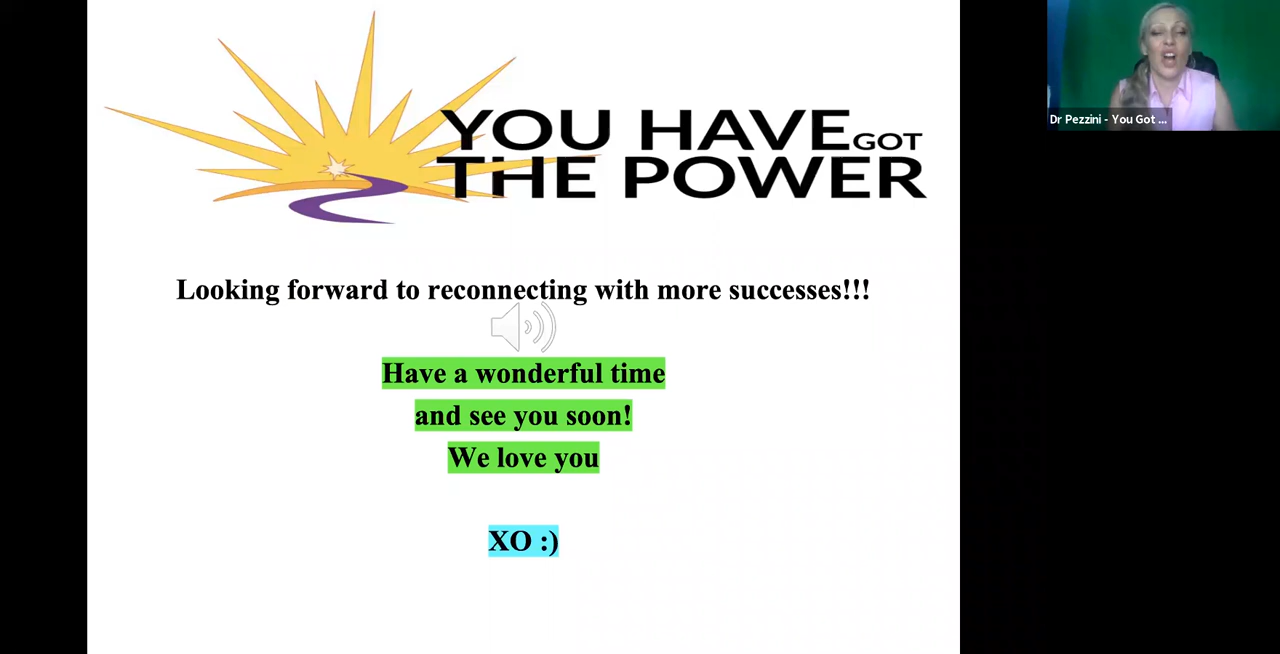 YOU HAVE GOT
THE POWER
Looking forward to reconnecting with more successes!!!
Have a wonderful time
and see you soon!
We love you
XO :)
Dr Pezzini - You Got ...